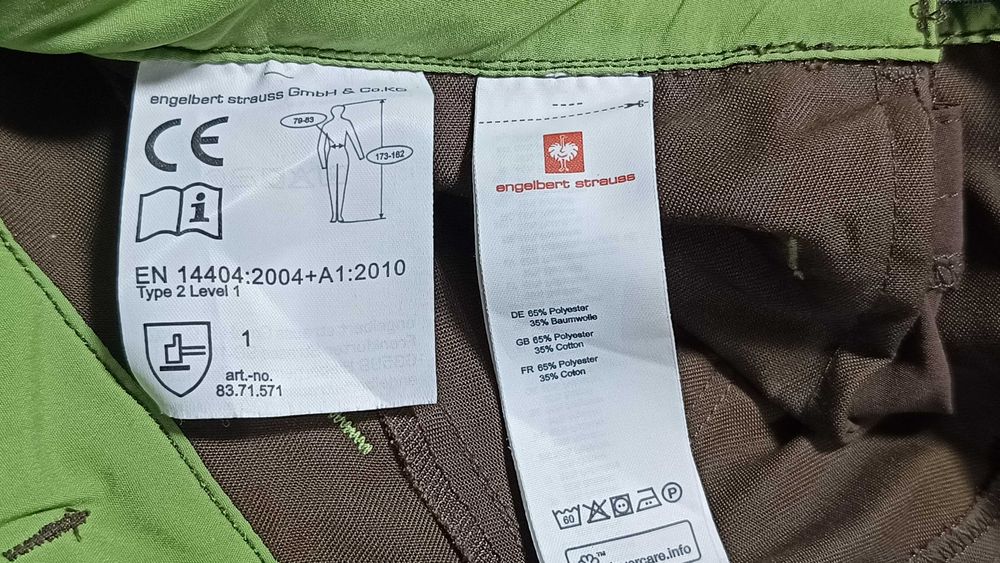 engelbert strauss GmbH & Co.KG
CE
79-83
173-182
i
EN 14404:2004+A1:2010
Type 2 Level 1
1
art.-no.
83.71.571
engelbert strauss
DE 65% Polyester
35% Baumwolle
GB 65% Polyester
35% Cotton
FR 65% Polyester
35% Coton
60
P
care.info